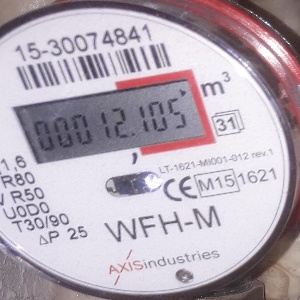 15-30074841
00012.105
m³
31
LT-1621-MI001-012 rev.1
CE M15 1621
1,6
R80
R50
U0D0
T30/90
ΔP 25
WFH-M
AXISindustries